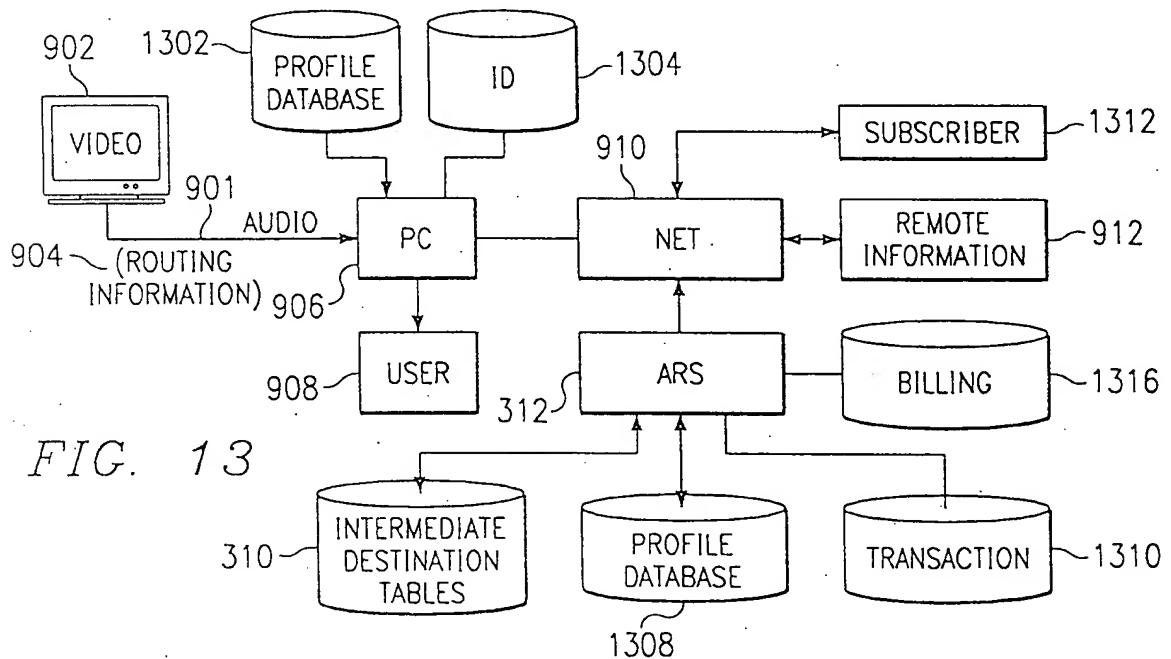 902
1302
PROFILE
DATABASE
ID
1304
VIDEO
SUBSCRIBER
1312
910
901
AUDIO
PC
NET
REMOTE
INFORMATION
912
904
(ROUTING
INFORMATION)
906
USER
908
ARS
312
BILLING
1316
FIG. 13
310
INTERMEDIATE
DESTINATION
TABLES
PROFILE
DATABASE
1308
TRANSACTION
1310